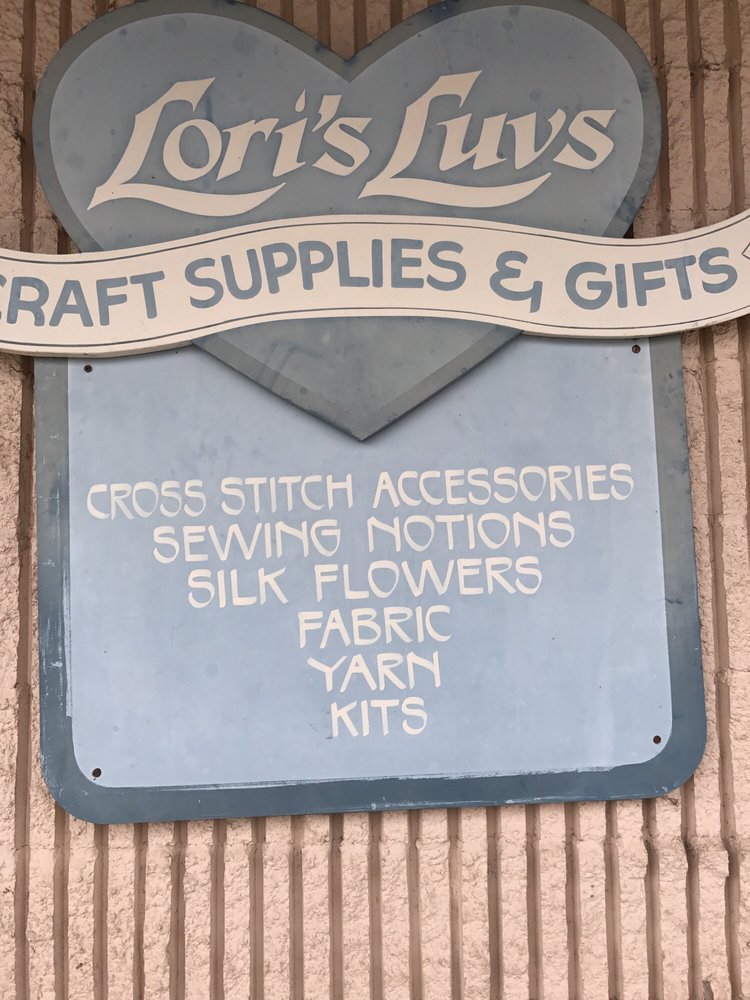 Lori's Luvs
CRAFT SUPPLIES & GIFTS
CROSS STITCH ACCESSORIES
SEWING NOTIONS
SILK FLOWERS
FABRIC
YARN
KITS